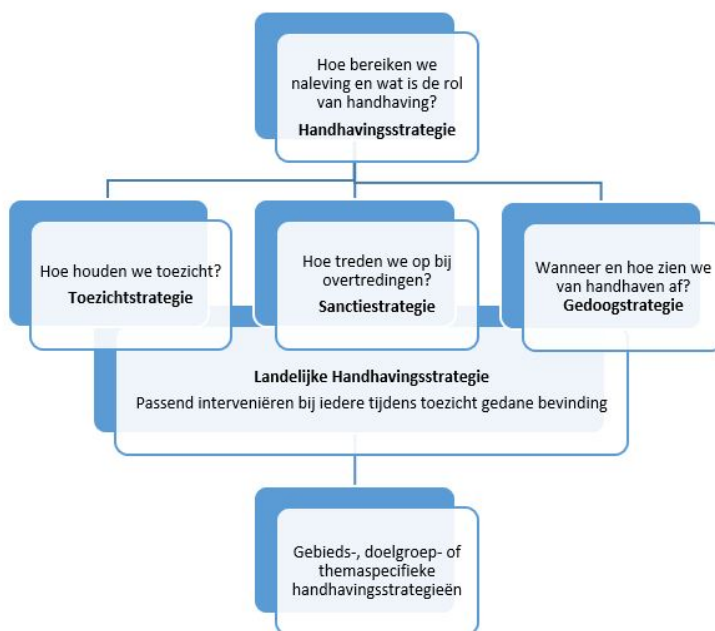 Hoe bereiken we
naleving en wat is de rol
van handhaving?
Handhavingsstrategie
Hoe houden we toezicht?
Toezichtstrategie
Hoe treden we op bij
overtredingen?
Sanctiestrategie
Wanneer en hoe zien we
van handhaven af?
Gedoogstrategie
Landelijke Handhavingsstrategie
Passend interveniëren bij iedere tijdens toezicht gedane bevinding
Gebieds-, doelgroep- of
themaspecifieke
handhavingsstrategieën